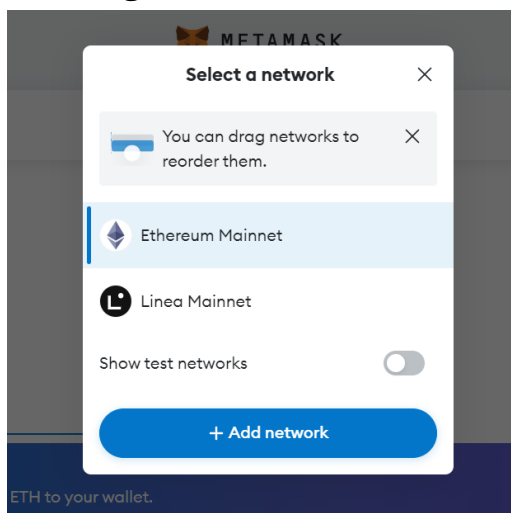 METAMASK
Select a network
You can drag networks to
reorder them.
Ethereum Mainnet
Linea Mainnet
Show test networks
+ Add network
ETH to your wallet.